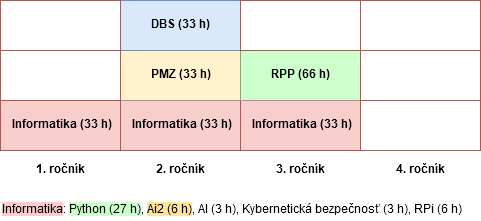 DBS (33 h)
PMZ (33 h) RPP (66 h)
Informatika (33 h) Informatika (33 h) Informatika (33 h)
1. ročník 2. ročník 3. ročník 4. ročník
Informatika: Python (27 h), Ai2 (6 h), AI (3 h), Kybernetická bezpečnosť (3 h), RPi (6 h)